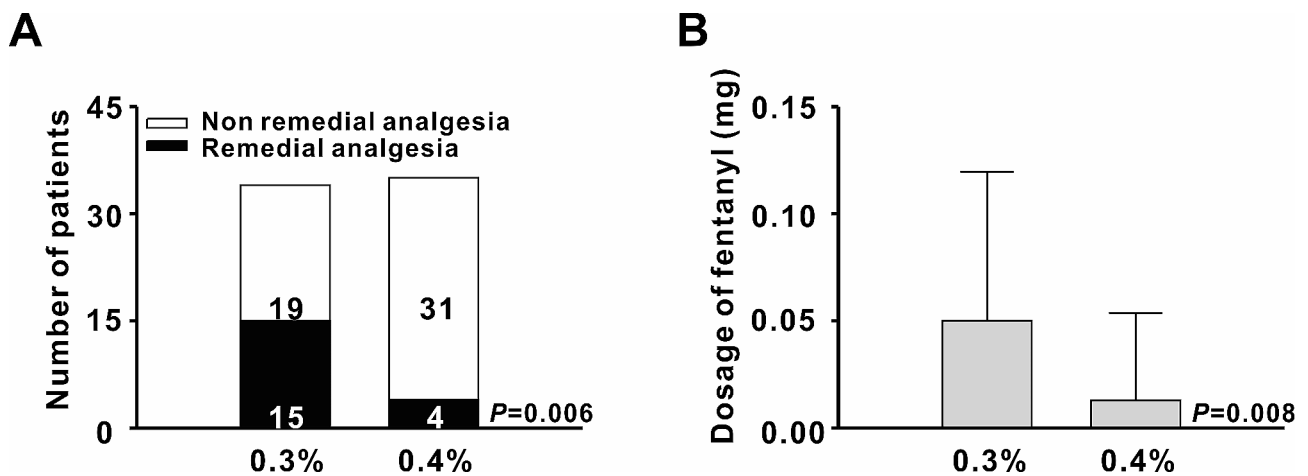 A
Number of patients
45
30
15
0
Non remedial analgesia
Remedial analgesia
19
31
15
4
P=0.006
0.3%
0.4%
B
Dosage of fentanyl (mg)
0.15
0.10
0.05
0.00
P=0.008
0.3%
0.4%